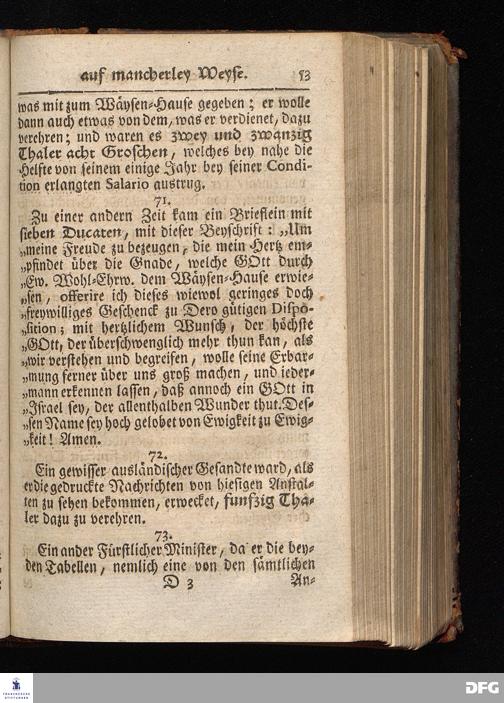 auf mancherley Weyse. 53
was mit zum Wäysen-Hause gegeben; er wolle
dann auch etwas von dem, was er verdienet, dazu
verehren; und waren es zwey und zwanzig
Thaler acht Groschen, welches bey nahe die
Helfte von seinem einige Jahr bey seiner Condi-
tion erlangten Salario austrug.
71.
Zu einer andern Zeit kam ein Brieflein mit
sieben Ducaten, mit dieser Beyschrift: „Um
„meine Freude zu bezeugen, die mein Hertz em-
„pfindet über die Gnade, welche GOtt durch
„Ew. Wohl-Ehrw. dem Wäysen-Hause erwie-
„sen, offerire ich dieses wiewol geringes doch
„freywilliges Geschenck zu Dero gütigen Dispo-
„sition; mit hertzlichem Wunsch, der höchste
„GOtt, der überschwenglich mehr thun kan, als
„wir verstehen und begreifen, wolle seine Erbar-
„mung ferner über uns groß machen, und ieder-
„mann erkennen lassen, daß annoch ein GOtt in
„Israel sey, der allenthalben Wunder thut. Des-
„sen Name sey hoch gelobet von Ewigkeit zu Ewig-
„keit! Amen.
72.
Ein gewisser ausländischer Gesandte ward, als
er die gedruckte Nachrichten von hiesigen Anstal-
ten zu sehen bekommen, erwecket, funfzig Tha-
ler dazu zu verehren.
73.
Ein ander Fürstlicher Minister, da er die bey-
den Tabellen, nemlich eine von den sämtlichen
D 3 An-
FRANCKESCHE
STIFTUNGEN
DFG